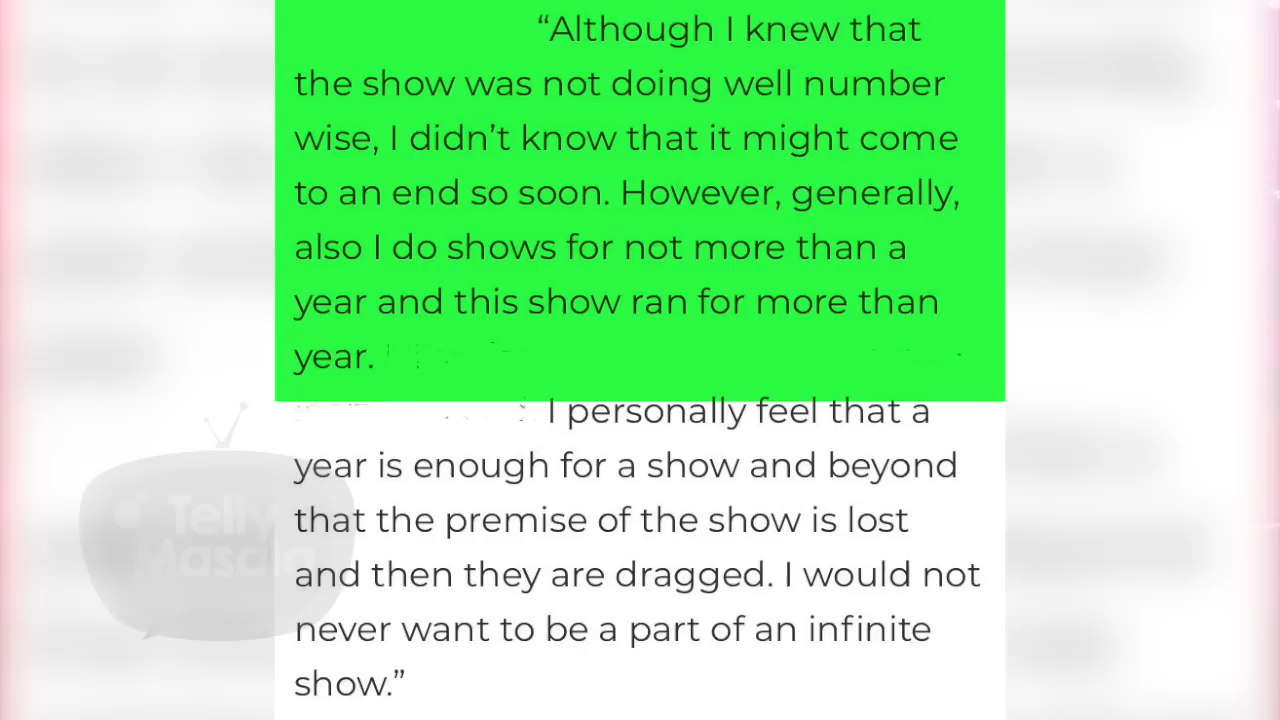 “Although I knew that
the show was not doing well number
wise, I didn’t know that it might come
to an end so soon. However, generally,
also I do shows for not more than a
year and this show ran for more than
year.
I personally feel that a
year is enough for a show and beyond
that the premise of the show is lost
and then they are dragged. I would not
never want to be a part of an infinite
show.”
Telly
Masala